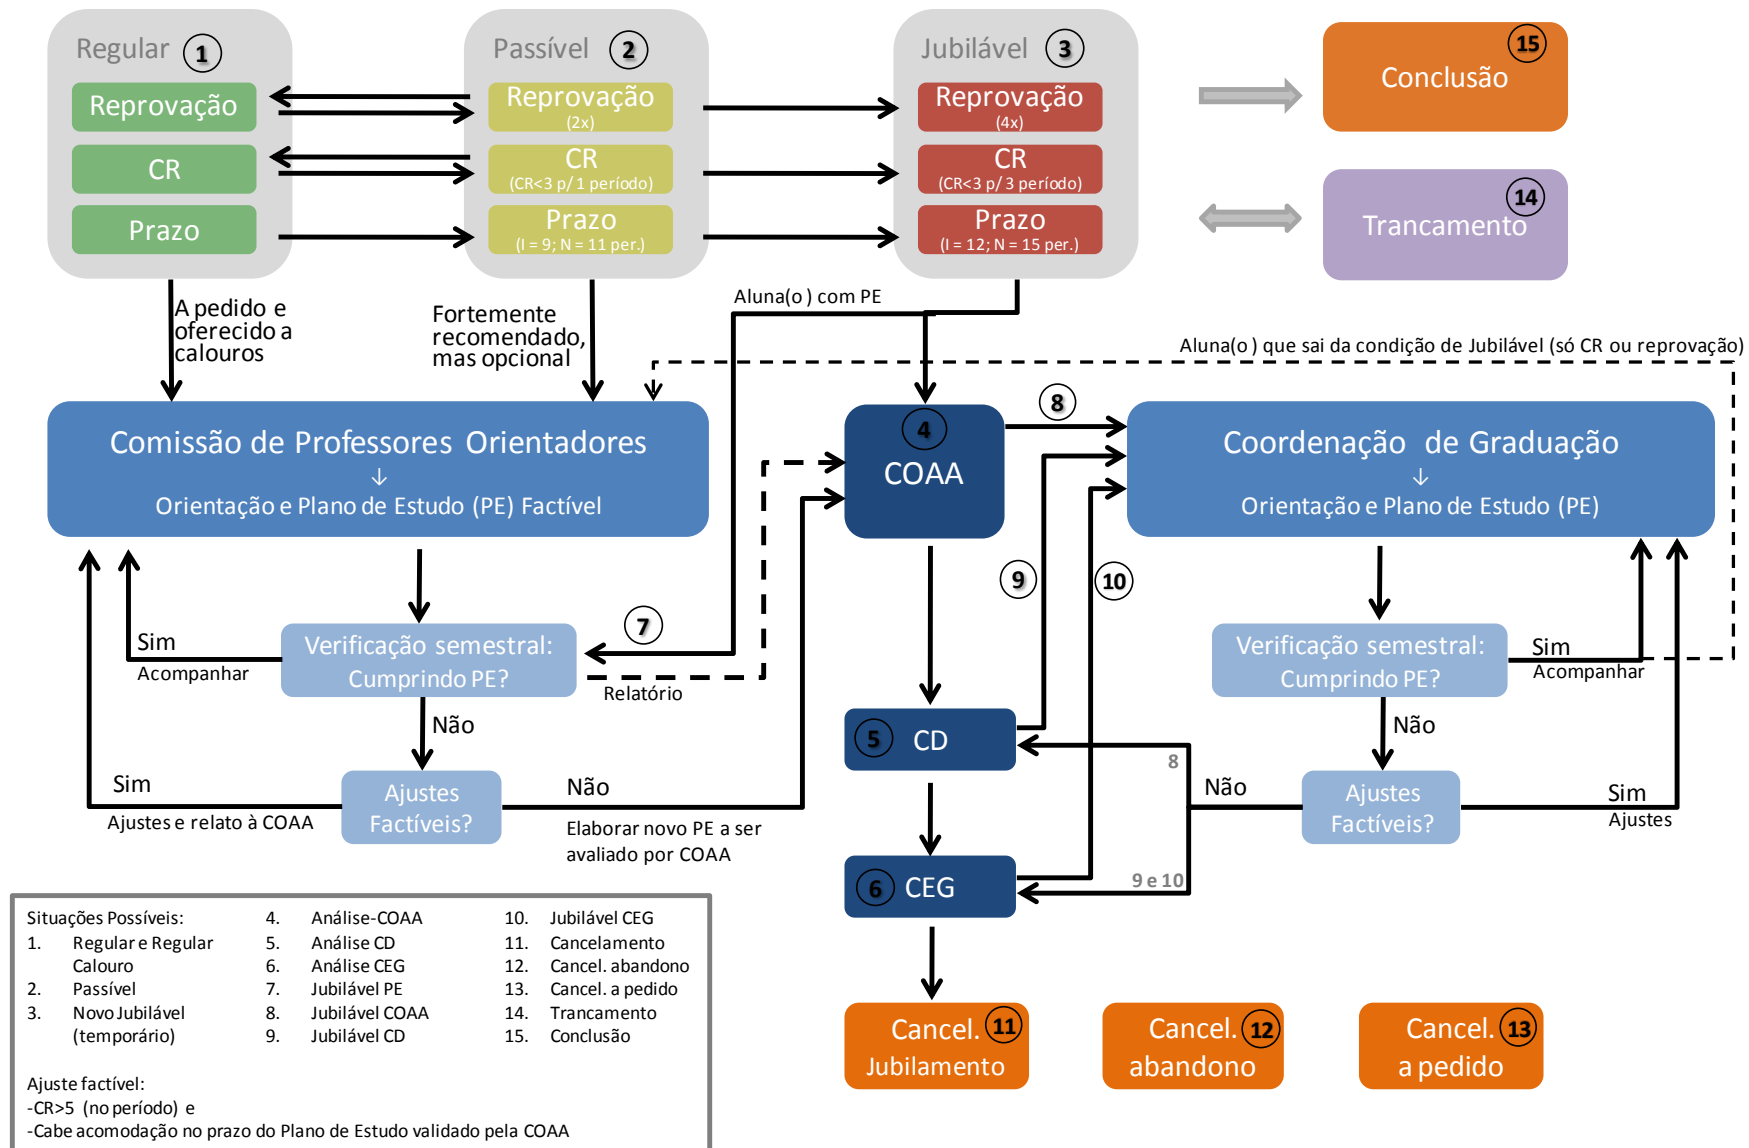 Regular 1
Reprovação
CR
Prazo
Passível 2
Reprovação
(2x)
CR
(CR<3 p/ 1 período)
Prazo
(I = 9; N = 11 per.)
Jubilável 3
Reprovação
(4x)
CR
(CR<3 p/ 3 período)
Prazo
(I = 12; N = 15 per.)
15
Conclusão
14
Trancamento
A pedido e
oferecido a
calouros
Fortemente
recomendado,
mas opcional
Aluna(o ) com PE
Aluna(o ) que sai da condição de Jubilável (só CR ou reprovação)
Comissão de Professores Orientadores
↓
Orientação e Plano de Estudo (PE) Factível
4
COAA
8
Coordenação de Graduação
↓
Orientação e Plano de Estudo (PE)
9
10
7
Sim
Acompanhar
Verificação semestral:
Cumprindo PE?
Relatório
Não
Sim
Ajustes e relato à COAA
Ajustes
Factíveis?
Não
Elaborar novo PE a ser
avaliado por COAA
5 CD
6 CEG
Verificação semestral:
Cumprindo PE?
Sim
Acompanhar
Não
8
Não
9 e 10
Ajustes
Factíveis?
Sim
Ajustes
Situações Possíveis:
1. Regular e Regular
Calouro
2. Passível
3. Novo Jubilável
(temporário)
4. Análise-COAA
5. Análise CD
6. Análise CEG
7. Jubilável PE
8. Jubilável COAA
9. Jubilável CD
10. Jubilável CEG
11. Cancelamento
12. Cancel. abandono
13. Cancel. a pedido
14. Trancamento
15. Conclusão
Ajuste factível:
-CR>5 (no período) e
-Cabe acomodação no prazo do Plano de Estudo validado pela COAA
Cancel. 11
Jubilamento
Cancel. 12
abandono
Cancel. 13
a pedido